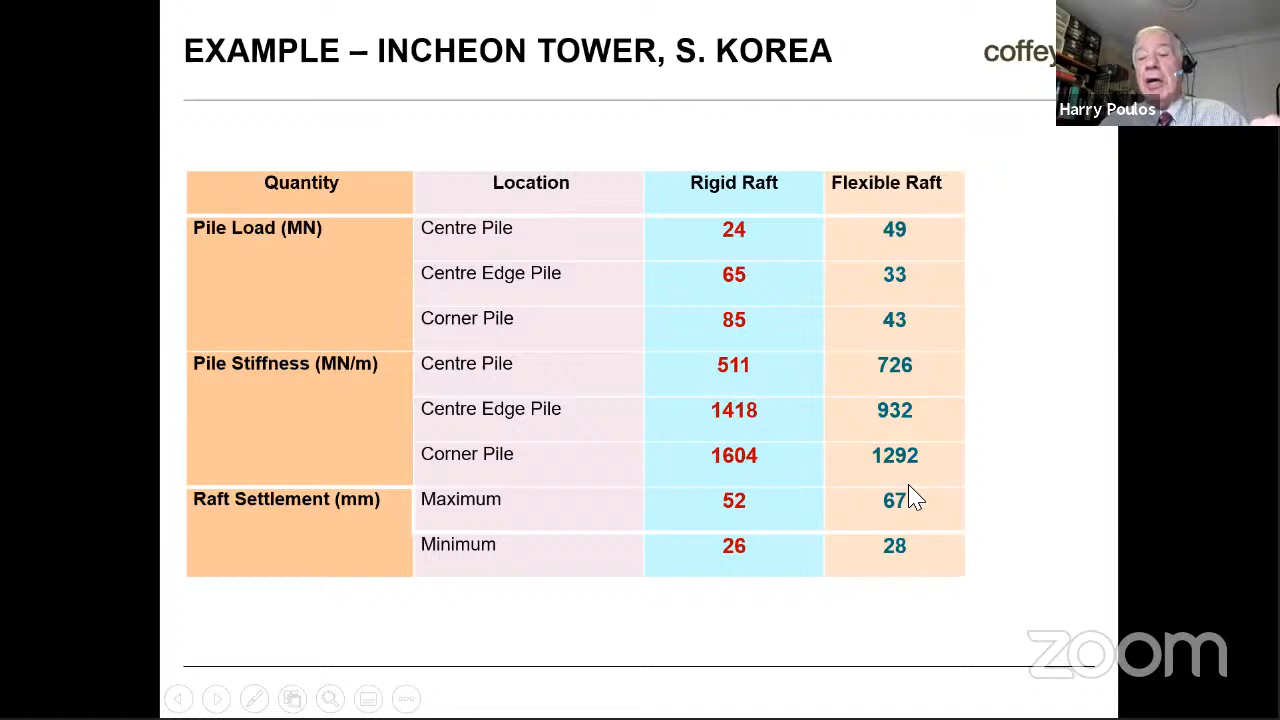 EXAMPLE – INCHEON TOWER, S. KOREA
coffey
Harry Poulos
Quantity Location Rigid Raft Flexible Raft
Pile Load (MN) Centre Pile 24 49
Centre Edge Pile 65 33
Corner Pile 85 43
Pile Stiffness (MN/m) Centre Pile 511 726
Centre Edge Pile 1418 932
Corner Pile 1604 1292
Raft Settlement (mm) Maximum 52 67
Minimum 26 28
zoom